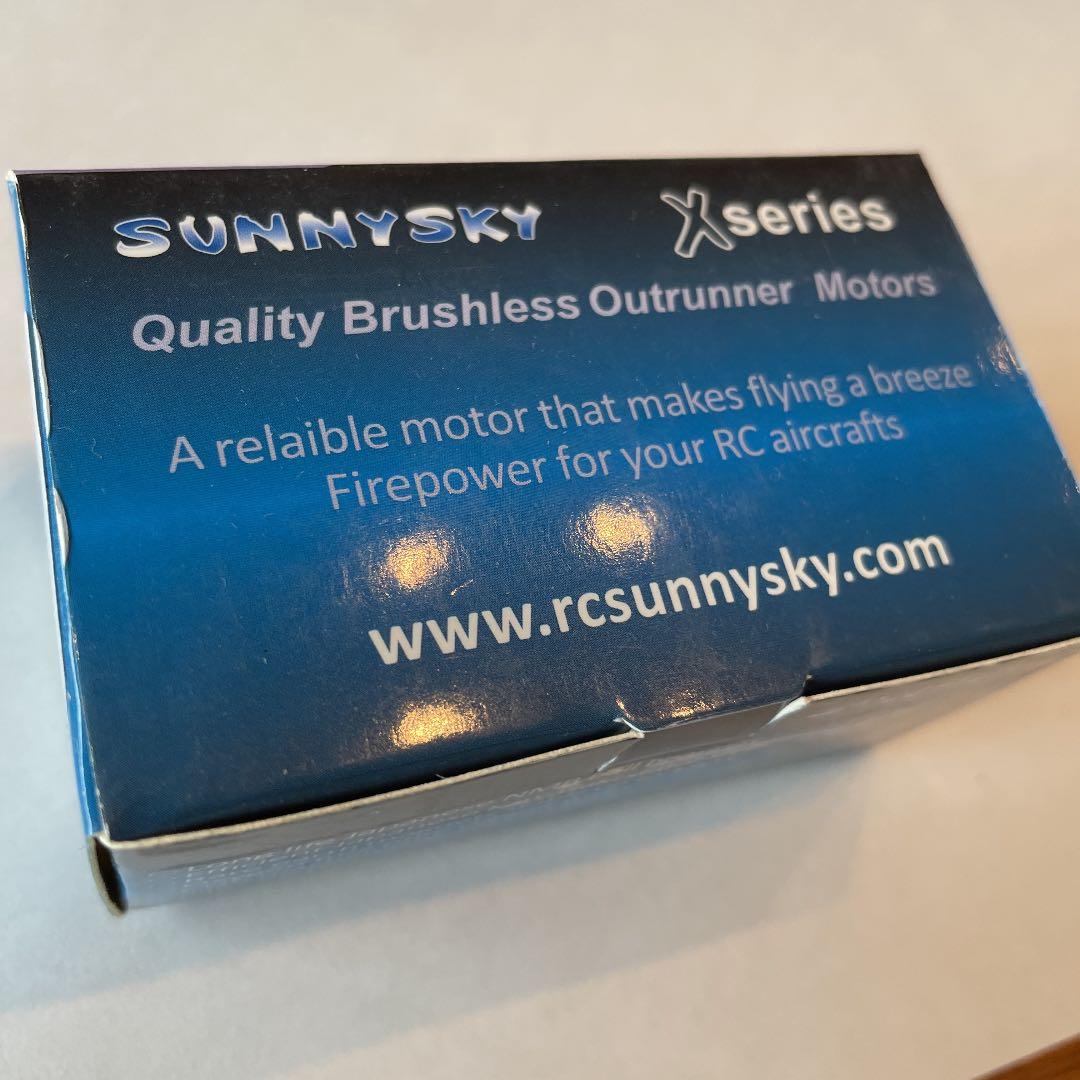 SUNNYSKY X series
Quality Brushless Outrunner Motors
A relaible motor that makes flying a breeze
Firepower for your RC aircrafts
www.rcsunnysky.com